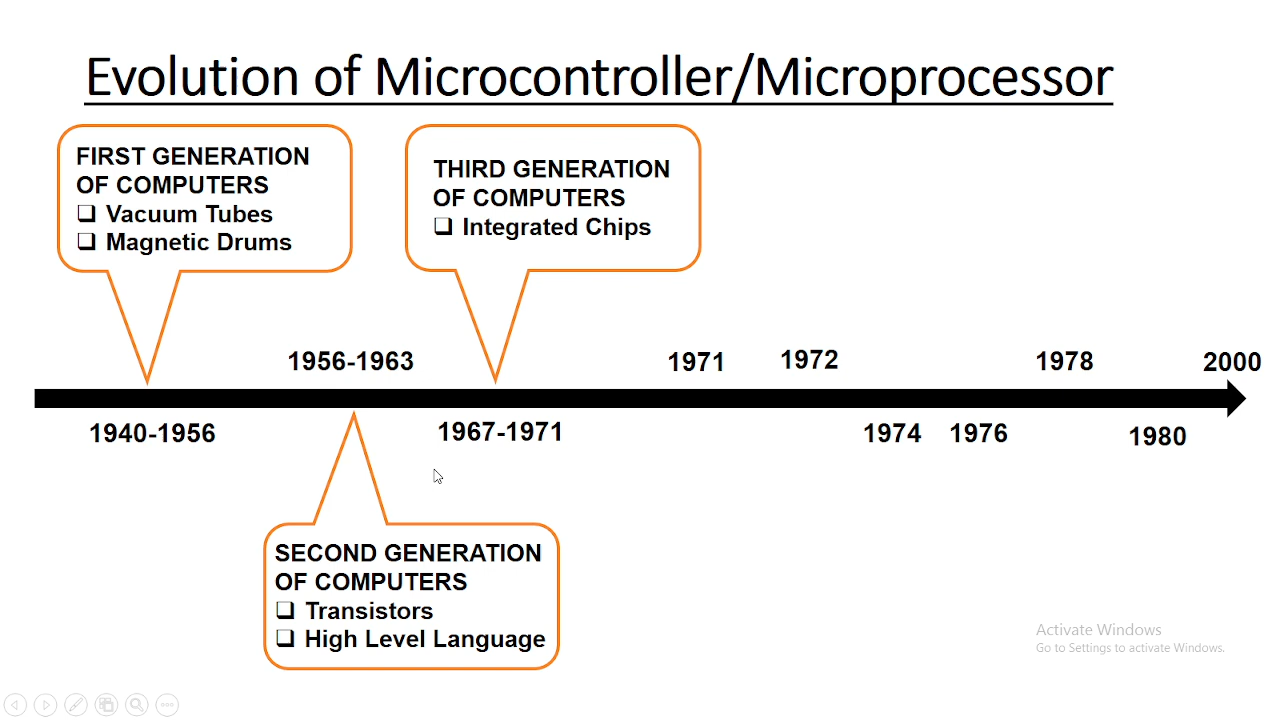 Evolution of Microcontroller/Microprocessor
FIRST GENERATION
OF COMPUTERS
Vacuum Tubes
Magnetic Drums
THIRD GENERATION
OF COMPUTERS
Integrated Chips
1956-1963
1971
1972
1978
2000
1940-1956
1967-1971
1974
1976
1980
SECOND GENERATION
OF COMPUTERS
Transistors
High Level Language
Activate Windows
Go to Settings to activate Windows.